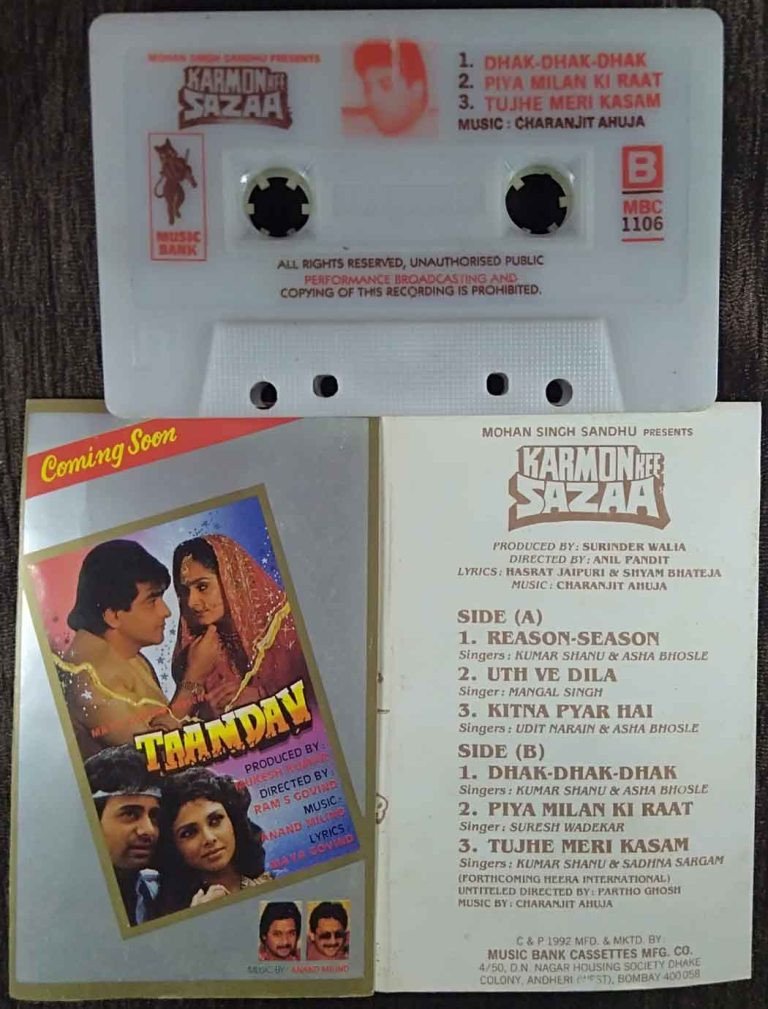 MOHAN SINGH SANDHU PRESENTS
KARMON KEE
SAZAA
1. DHAK-DHAK-DHAK
2. PIYA MILAN KI RAAT
3. TUJHE MERI KASAM
MUSIC : CHARANJIT AHUJA
MUSIC
BANK
B
MBC
1106
ALL RIGHTS RESERVED, UNAUTHORISED PUBLIC
PERFORMANCE BROADCASTING AND
COPYING OF THIS RECORDING IS PROHIBITED.
Coming Soon
TAANDAV
PRODUCED BY :
MUKESH KUMAR
DIRECTED BY :
RAM S GOVIND
MUSIC:-
ANAND MILIND
LYRICS :
MAYA GOVIND
MUSIC BY : ANAND MILIND
MOHAN SINGH SANDHU PRESENTS
KARMON KEE
SAZAA
PRODUCED BY : SURINDER WALIA
DIRECTED BY : ANIL PANDIT
LYRICS : HASRAT JAIPURI & SHYAM BHATEJA
MUSIC : CHARANJIT AHUJA
SIDE (A)
1. REASON-SEASON
Singers : KUMAR SHANU & ASHA BHOSLE
2. UTH VE DILA
Singer : MANGAL SINGH
3. KITNA PYAR HAI
Singers : UDIT NARAIN & ASHA BHOSLE
SIDE (B)
1. DHAK-DHAK-DHAK
Singers : KUMAR SHANU & ASHA BHOSLE
2. PIYA MILAN KI RAAT
Singer : SURESH WADEKAR
3. TUJHE MERI KASAM
Singers : KUMAR SHANU & SADHNA SARGAM
(FORTHCOMING HEERA INTERNATIONAL)
UNTITELED DIRECTED BY : PARTHO GHOSH
MUSIC BY : CHARANJIT AHUJA
C & P 1992 MFD. & MKTD. BY :
MUSIC BANK CASSETTES MFG. CO.
4/50, D.N. NAGAR HOUSING SOCIETY DHAKE
COLONY, ANDHERI (WEST), BOMBAY 400 058